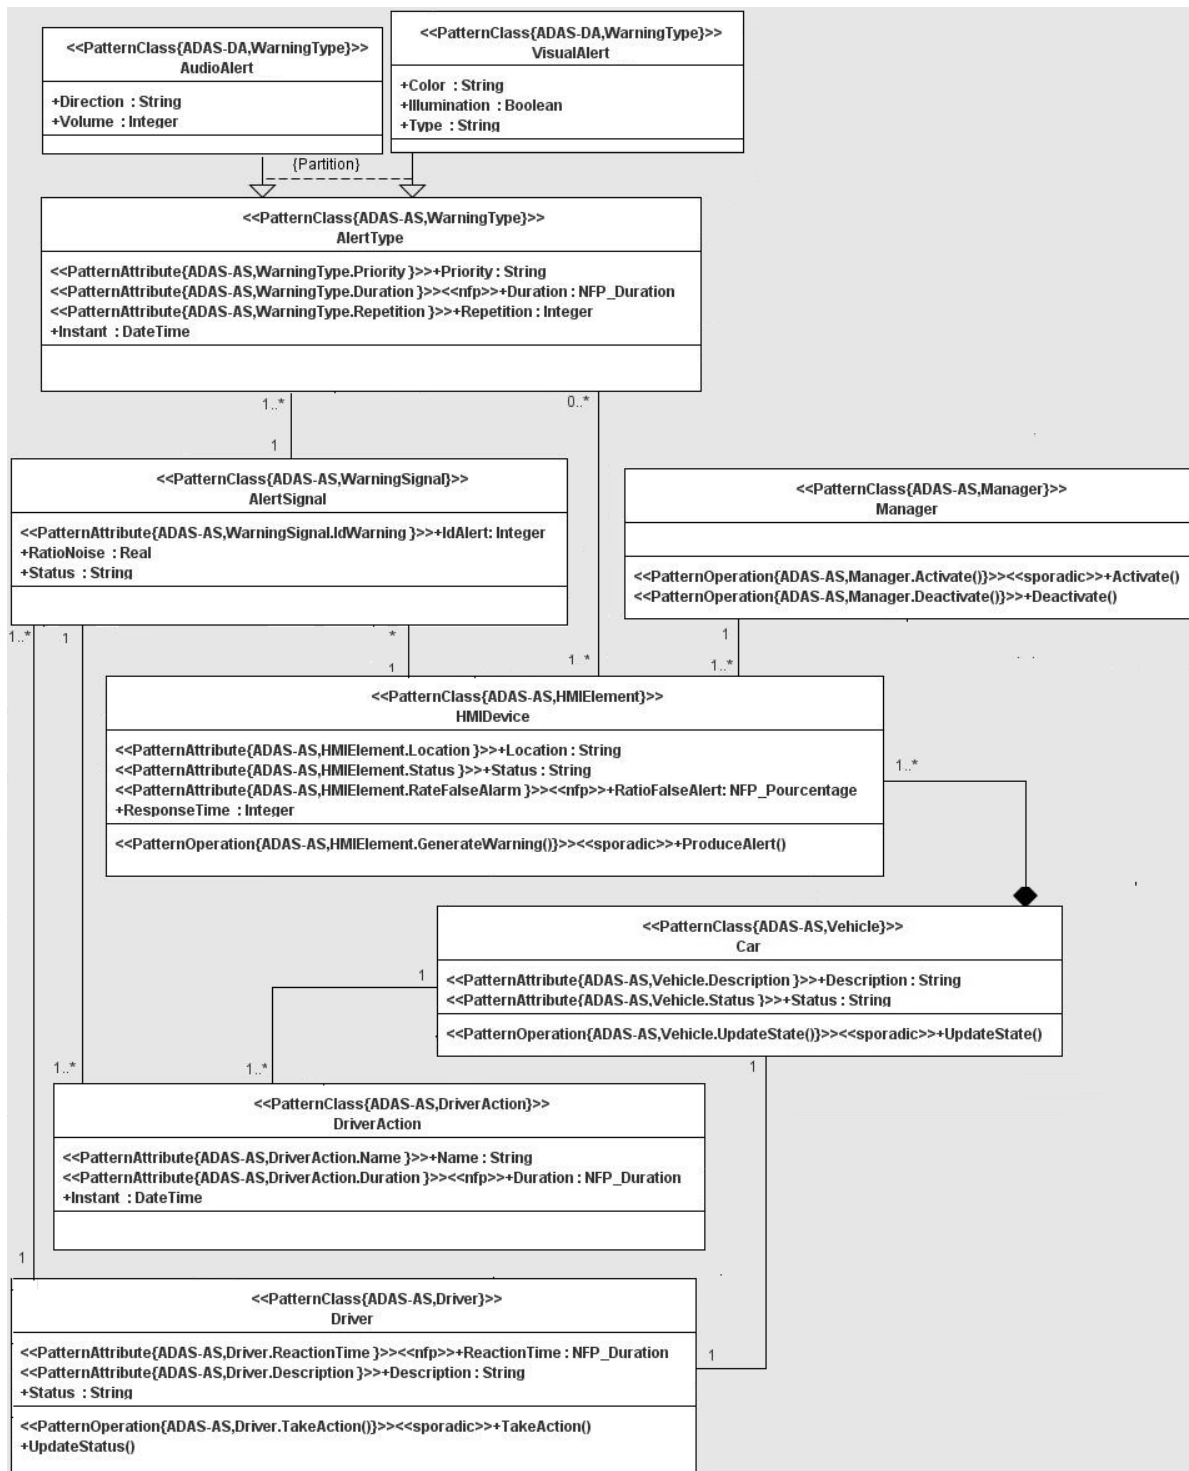 <<PatternClass{ADAS-DA,WarningType}>>
AudioAlert
+Direction : String
+Volume : Integer
<<PatternClass{ADAS-DA,WarningType}>>
VisualAlert
+Color : String
+Illumination : Boolean
+Type : String
{Partition}
<<PatternClass{ADAS-AS,WarningType}>>
AlertType
<<PatternAttribute{ADAS-AS,WarningType.Priority }>>+Priority : String
<<PatternAttribute{ADAS-AS,WarningType.Duration }>><<nfp>>+Duration : NFP_Duration
<<PatternAttribute{ADAS-AS,WarningType.Repetition }>>+Repetition : Integer
+Instant : DateTime
1..*
0..*
1
<<PatternClass{ADAS-AS,WarningSignal}>>
AlertSignal
<<PatternAttribute{ADAS-AS,WarningSignal.IdWarning }>>+IdAlert: Integer
+RatioNoise : Real
+Status : String
<<PatternClass{ADAS-AS,Manager}>>
Manager
<<PatternOperation{ADAS-AS,Manager.Activate()}>><<sporadic>>+Activate()
<<PatternOperation{ADAS-AS,Manager.Deactivate()}>>+Deactivate()
1..*
1
*
1
1
1..*
1..*
<<PatternClass{ADAS-AS,HMIElement}>>
HMIDevice
<<PatternAttribute{ADAS-AS,HMIElement.Location }>>+Location : String
<<PatternAttribute{ADAS-AS,HMIElement.Status }>>+Status : String
<<PatternAttribute{ADAS-AS,HMIElement.RateFalseAlarm }>><<nfp>>+RatioFalseAlert: NFP_Pourcentage
+ResponseTime : Integer
<<PatternOperation{ADAS-AS,HMIElement.GenerateWarning()}>><<sporadic>>+ProduceAlert()
1..*
<<PatternClass{ADAS-AS,Vehicle}>>
Car
<<PatternAttribute{ADAS-AS,Vehicle.Description }>>+Description : String
<<PatternAttribute{ADAS-AS,Vehicle.Status }>>+Status : String
<<PatternOperation{ADAS-AS,Vehicle.UpdateState()}>><<sporadic>>+UpdateState()
1
1..*
1..*
1
<<PatternClass{ADAS-AS,DriverAction}>>
DriverAction
<<PatternAttribute{ADAS-AS,DriverAction.Name }>>+Name : String
<<PatternAttribute{ADAS-AS,DriverAction.Duration }>><<nfp>>+Duration : NFP_Duration
+Instant : DateTime
1
<<PatternClass{ADAS-AS,Driver}>>
Driver
<<PatternAttribute{ADAS-AS,Driver.ReactionTime }>><<nfp>>+ReactionTime : NFP_Duration
<<PatternAttribute{ADAS-AS,Driver.Description }>>+Description : String
+Status : String
<<PatternOperation{ADAS-AS,Driver.TakeAction()}>><<sporadic>>+TakeAction()
+UpdateStatus()
1